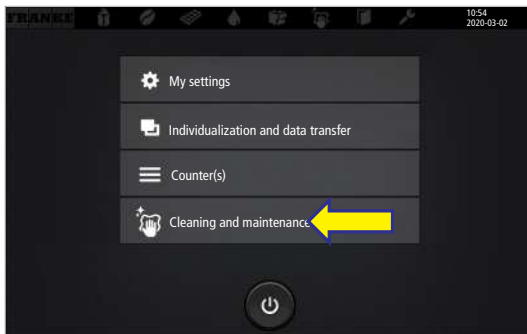 FRANKE
10:54
2020-03-02
My settings
Individualization and data transfer
Counter(s)
Cleaning and maintenance